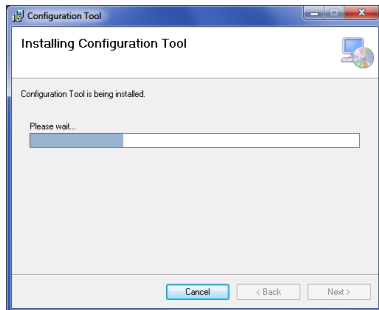 Configuration Tool
Installing Configuration Tool
Configuration Tool is being installed.
Please wait...
Cancel
< Back
Next >